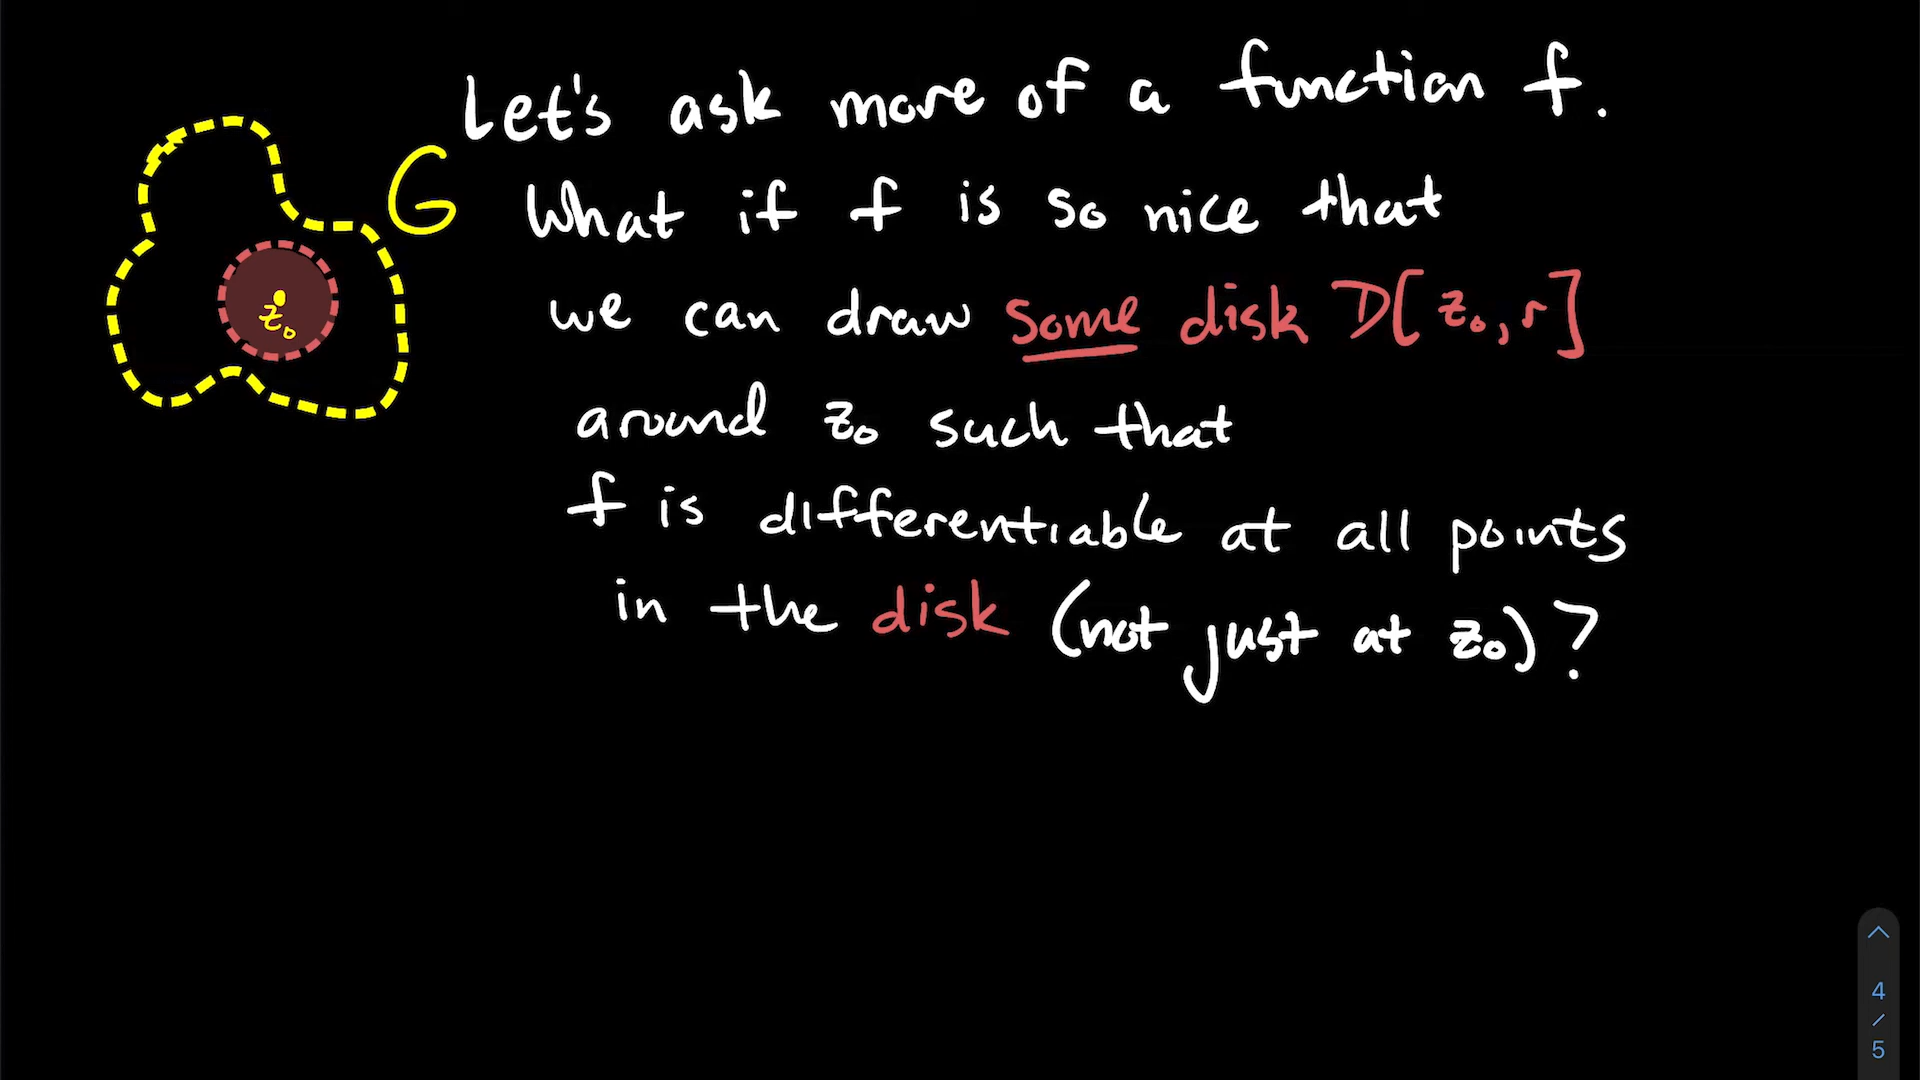 Let's ask more of a function f.
G
What if f is so nice that
we can draw some disk D[z₀, r]
z₀
around z₀ such that
f is differentiable at all points
in the disk (not just at z₀)?
4
/
5